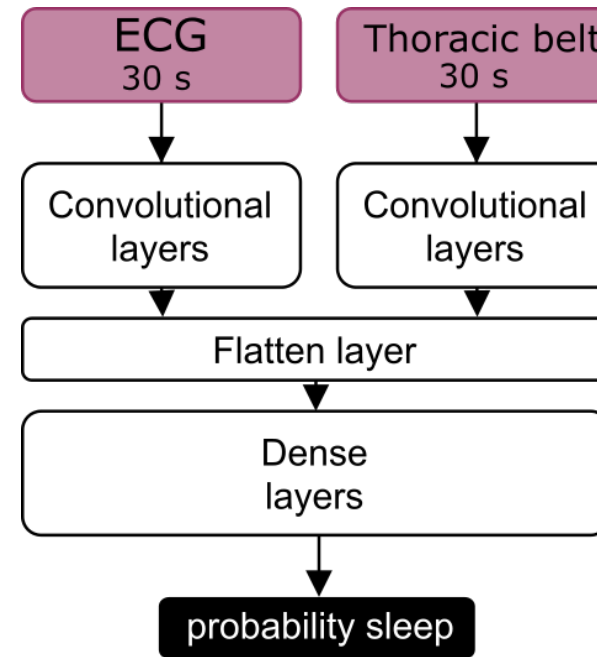 ECG
30 s
Thoracic belt
30 s
Convolutional
layers
Convolutional
layers
Flatten layer
Dense
layers
probability sleep